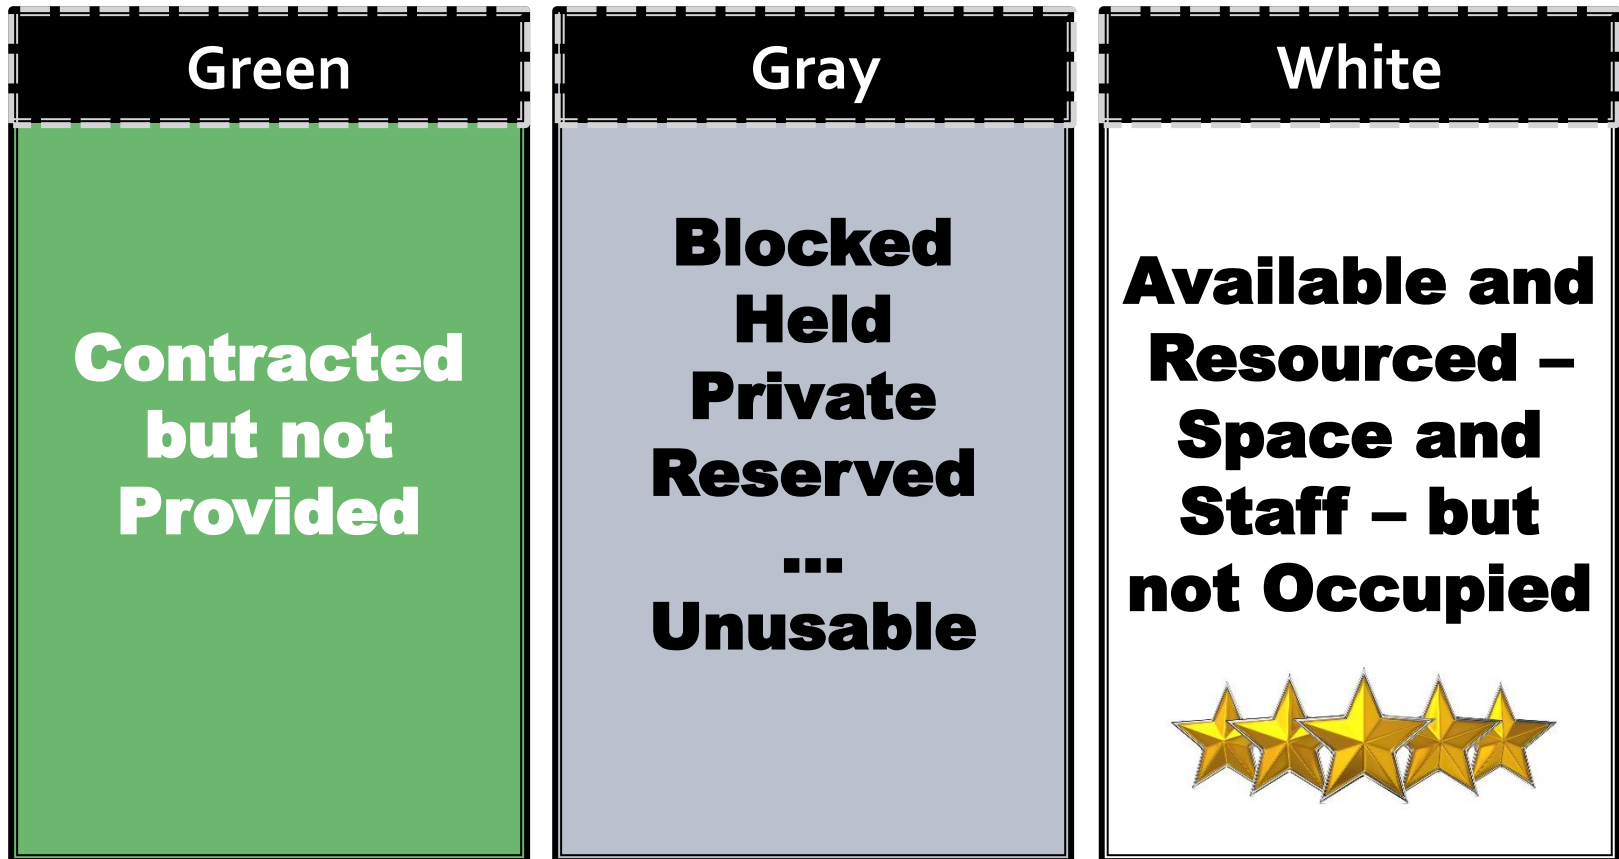 Green
Contracted
but not
Provided
Gray
Blocked
Held
Private
Reserved
...
Unusable
White
Available and
Resourced –
Space and
Staff – but
not Occupied